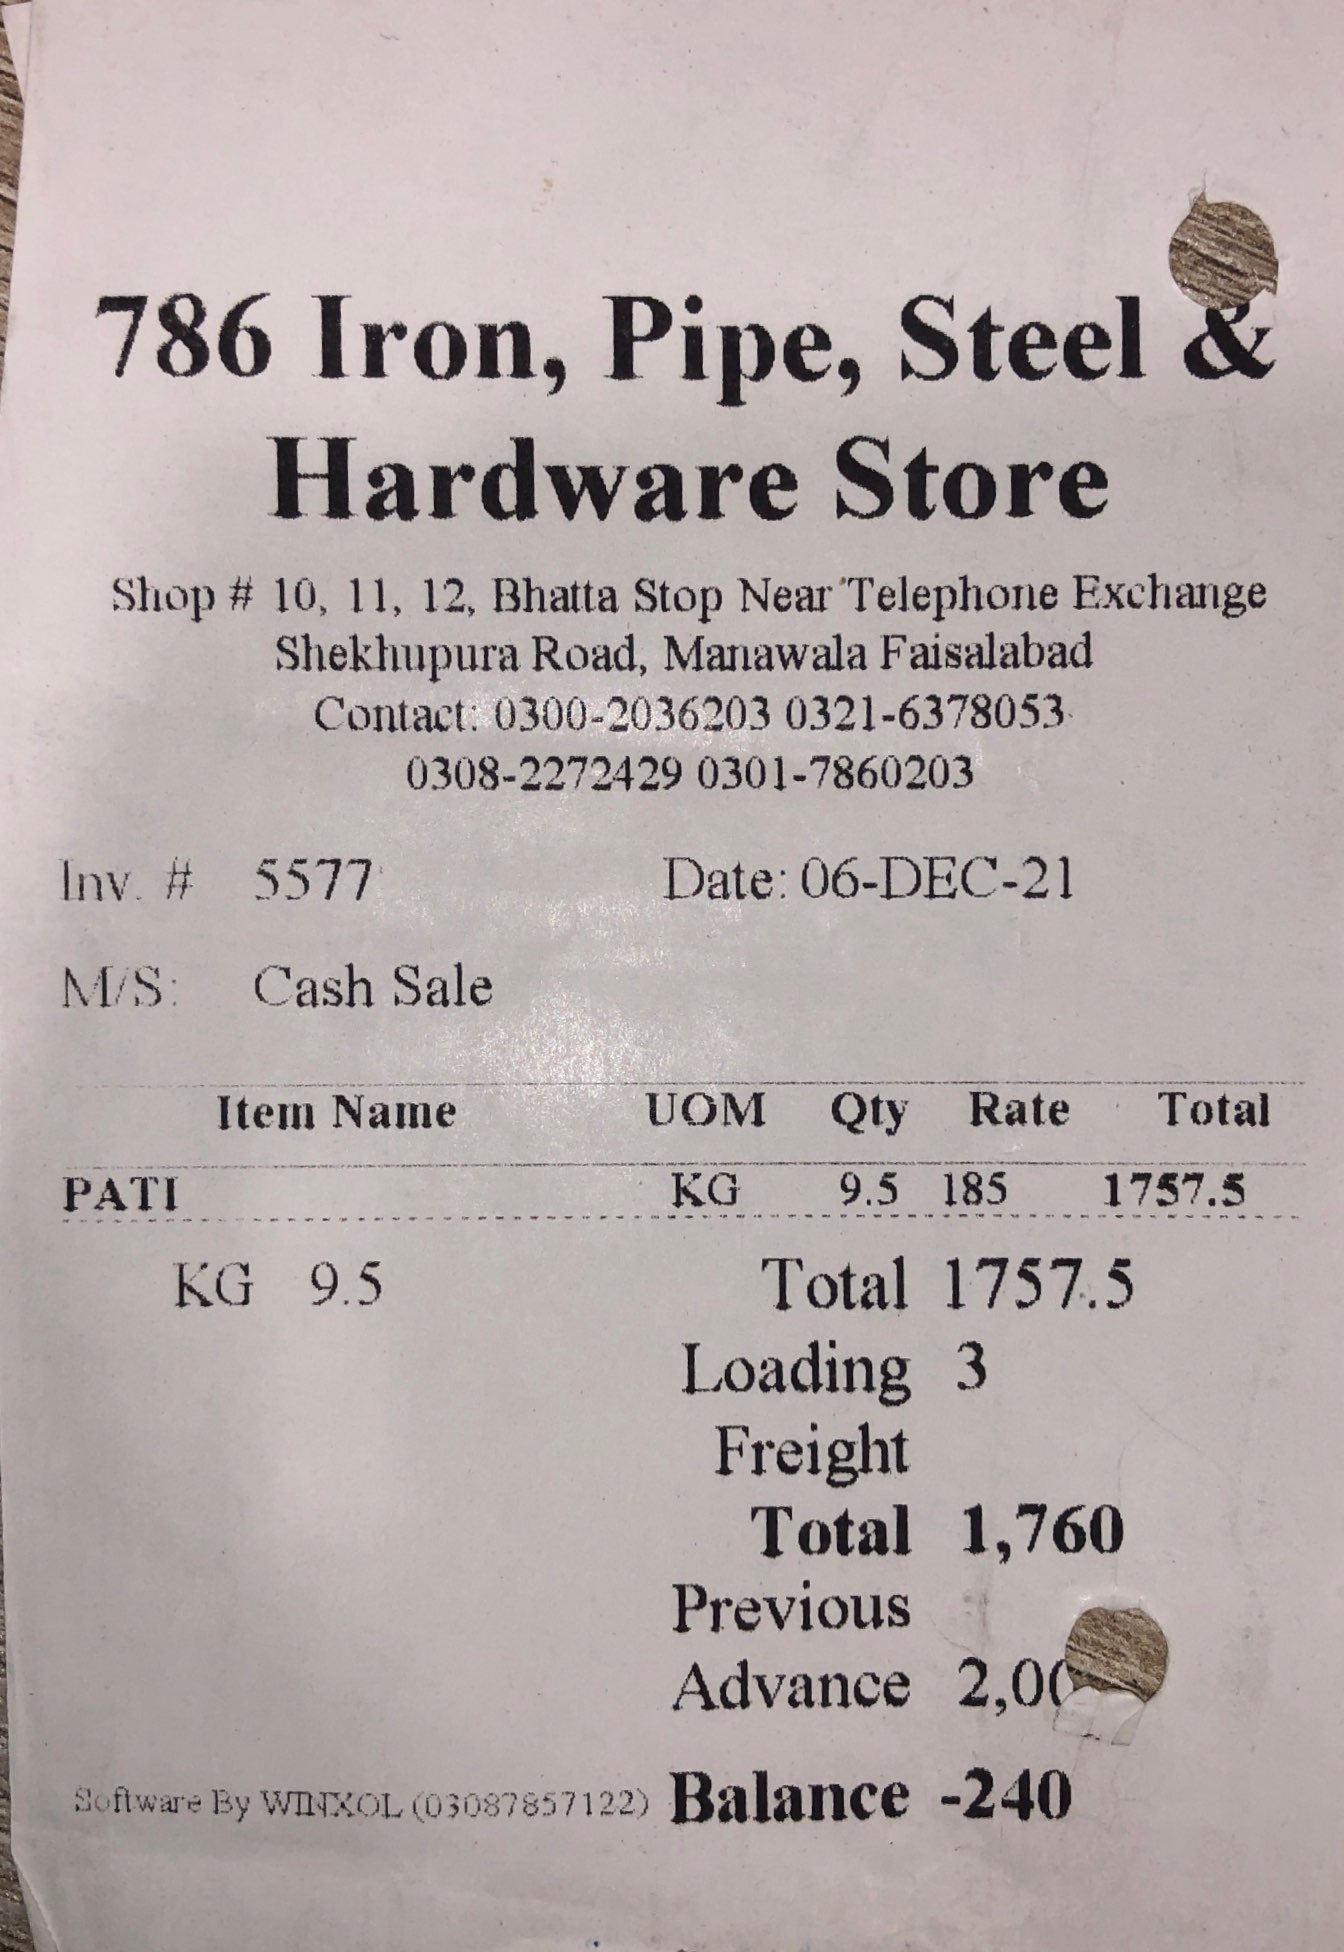 786 Iron, Pipe, Steel &
Hardware Store
Shop # 10, 11, 12, Bhatta Stop Near Telephone Exchange
Shekhupura Road, Manawala Faisalabad
Contact: 0300-2036203 0321-6378053
0308-2272429 0301-7860203
Inv. # 5577 Date: 06-DEC-21
M/S: Cash Sale
Item Name UOM Qty Rate Total
PATI KG 9.5 185 1757.5
KG 9.5 Total 1757.5
Loading 3
Freight
Total 1,760
Previous
Advance
Software By WINXOL (03087857122) Balance -240